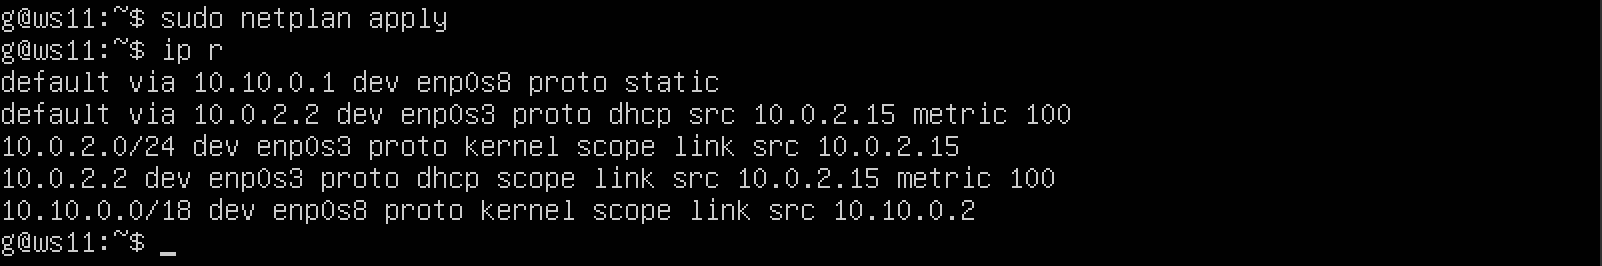 g@ws11:~$ sudo netplan apply
g@ws11:~$ ip r
default via 10.10.0.1 dev enp0s8 proto static
default via 10.0.2.2 dev enp0s3 proto dhcp src 10.0.2.15 metric 100
10.0.2.0/24 dev enp0s3 proto kernel scope link src 10.0.2.15
10.0.2.2 dev enp0s3 proto dhcp scope link src 10.0.2.15 metric 100
10.10.0.0/18 dev enp0s8 proto kernel scope link src 10.10.0.2
g@ws11:~$ _